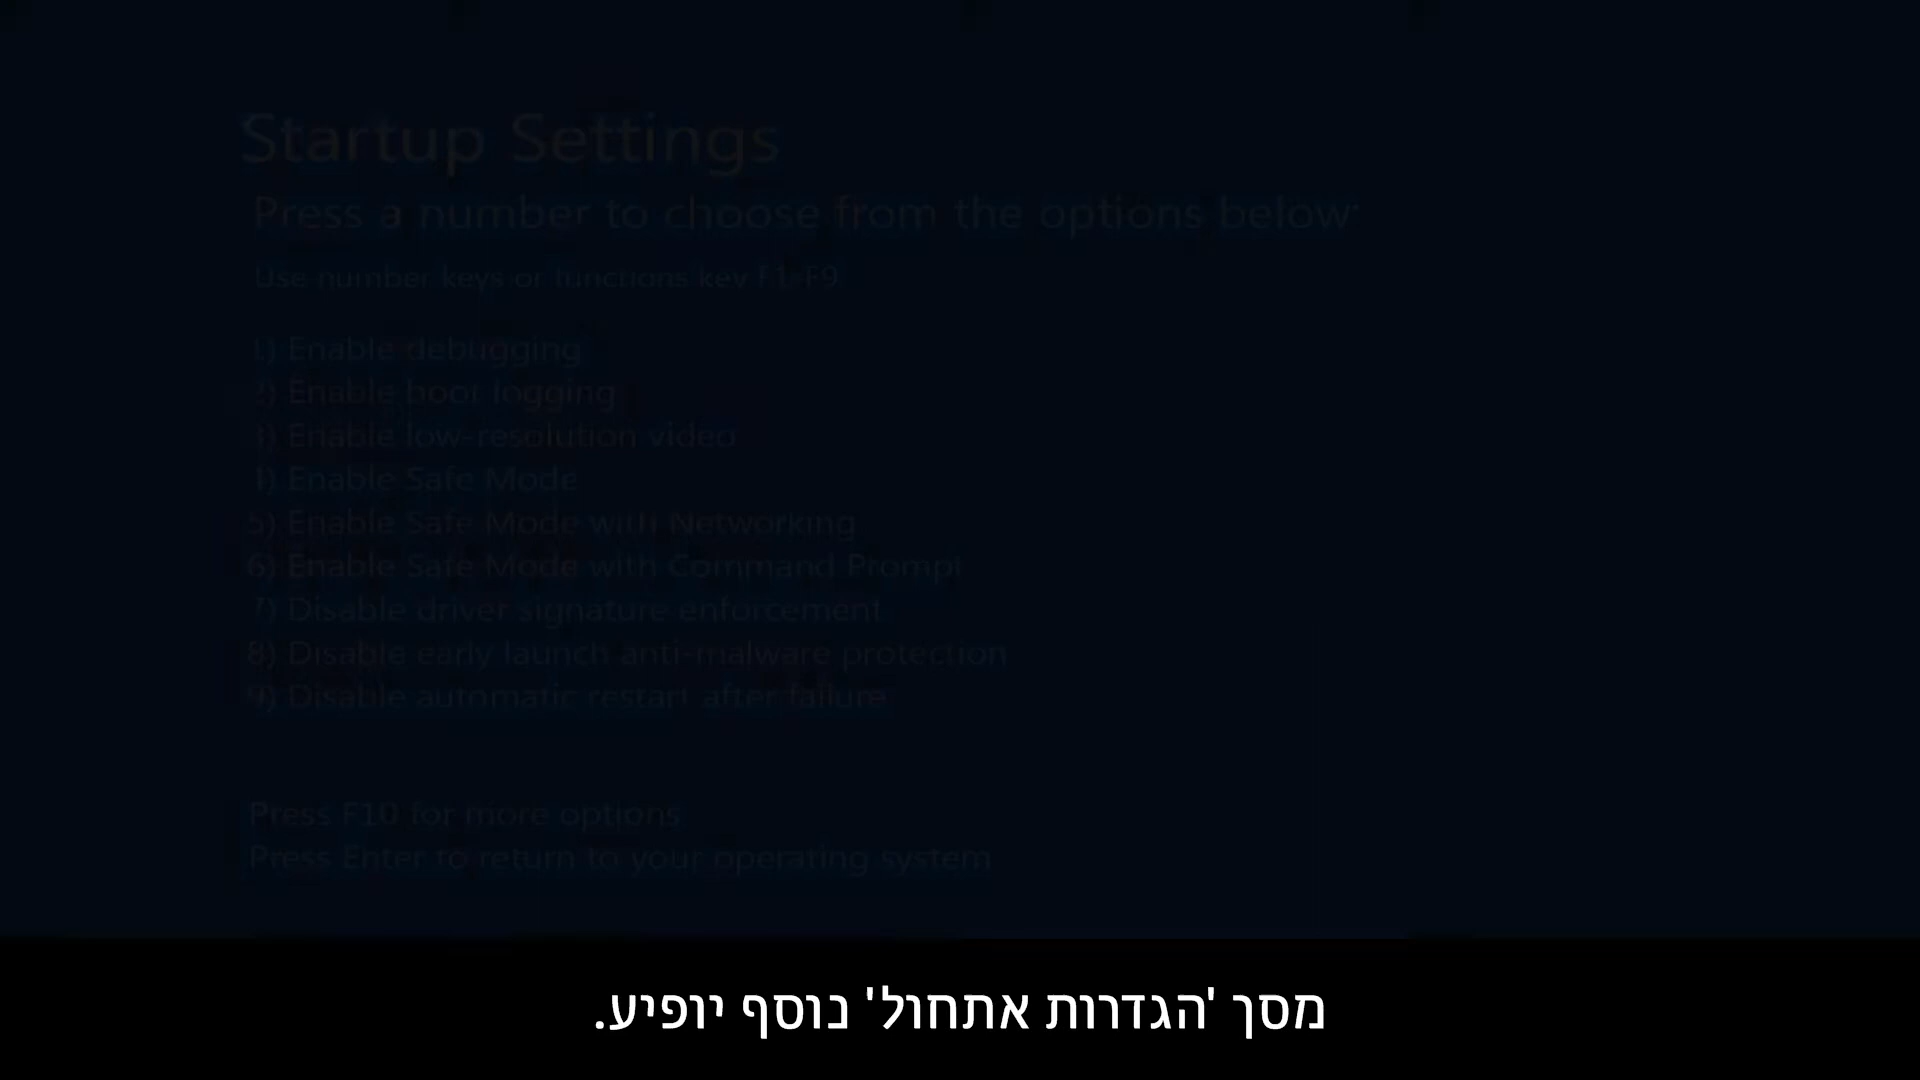 Startup Settings
Press a number to choose from the options below:
Use number keys or functions key F1-F9
1) Enable debugging
2) Enable boot logging
3) Enable low-resolution video
4) Enable Safe Mode
5) Enable Safe Mode with Networking
6) Enable Safe Mode with Command Prompt
7) Disable driver signature enforcement
8) Disable early launch anti-malware protection
9) Disable automatic restart after failure
Press F10 for more options
Press Enter to return to your operating system
מסך 'הגדרות אתחול' נוסף יופיע.